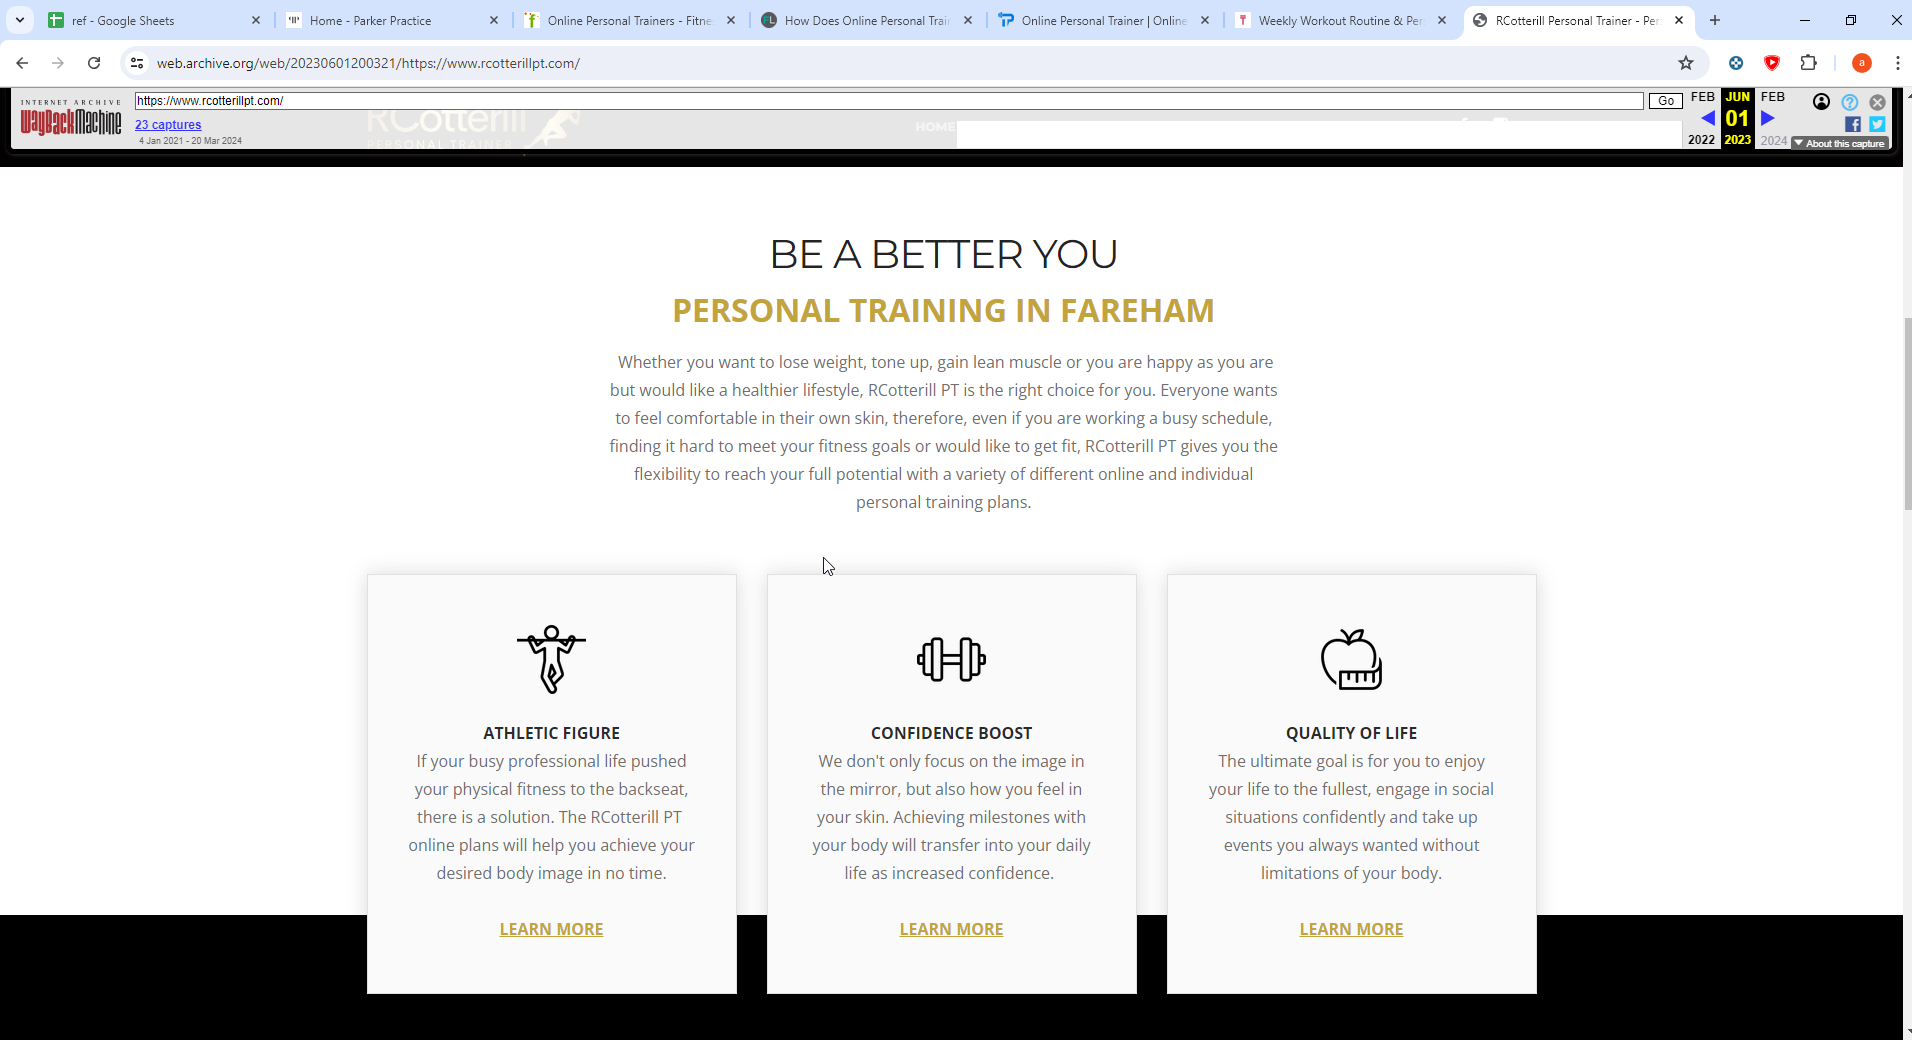 ref - Google Sheets
Home - Parker Practice
Online Personal Trainers - Fitne
How Does Online Personal Trai
Online Personal Trainer | Online
Weekly Workout Routine & Per
RCotterill Personal Trainer - Per
web.archive.org/web/20230601200321/https://www.rcotterillpt.com/
a
INTERNET ARCHIVE
WayBackMachine
https://www.rcotterillpt.com/
Go
23 captures
4 Jan 2021 - 20 Mar 2024
FEB JUN FEB
01
2022 2023 2024
About this capture
RCotterill
PERSONAL TRAINER
HOME
BE A BETTER YOU
PERSONAL TRAINING IN FAREHAM
Whether you want to lose weight, tone up, gain lean muscle or you are happy as you are
but would like a healthier lifestyle, RCotterill PT is the right choice for you. Everyone wants
to feel comfortable in their own skin, therefore, even if you are working a busy schedule,
finding it hard to meet your fitness goals or would like to get fit, RCotterill PT gives you the
flexibility to reach your full potential with a variety of different online and individual
personal training plans.
ATHLETIC FIGURE
If your busy professional life pushed
your physical fitness to the backseat,
there is a solution. The RCotterill PT
online plans will help you achieve your
desired body image in no time.
LEARN MORE
CONFIDENCE BOOST
We don't only focus on the image in
the mirror, but also how you feel in
your skin. Achieving milestones with
your body will transfer into your daily
life as increased confidence.
LEARN MORE
QUALITY OF LIFE
The ultimate goal is for you to enjoy
your life to the fullest, engage in social
situations confidently and take up
events you always wanted without
limitations of your body.
LEARN MORE